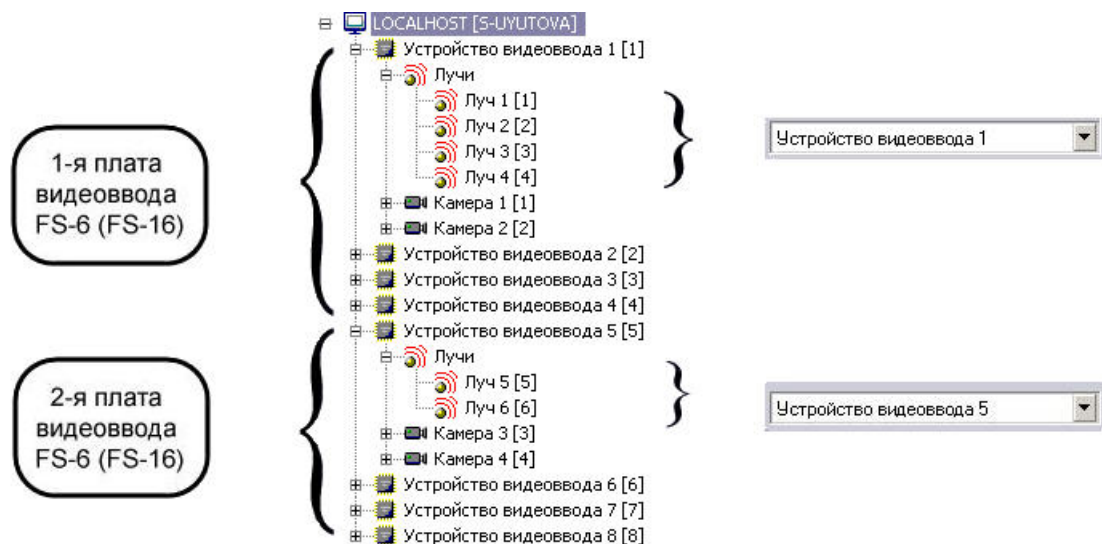 LOCALHOST [S-UYUTOVA]
Устройство видеоввода 1 [1]
Лучи
Луч 1 [1]
Луч 2 [2]
Луч 3 [3]
Луч 4 [4]
Камера 1 [1]
Камера 2 [2]
Устройство видеоввода 2 [2]
Устройство видеоввода 3 [3]
Устройство видеоввода 4 [4]
Устройство видеоввода 5 [5]
Лучи
Луч 5 [5]
Луч 6 [6]
Камера 3 [3]
Камера 4 [4]
Устройство видеоввода 6 [6]
Устройство видеоввода 7 [7]
Устройство видеоввода 8 [8]
1-я плата
видеоввода
FS-6 (FS-16)
2-я плата
видеоввода
FS-6 (FS-16)
Устройство видеоввода 1
Устройство видеоввода 5